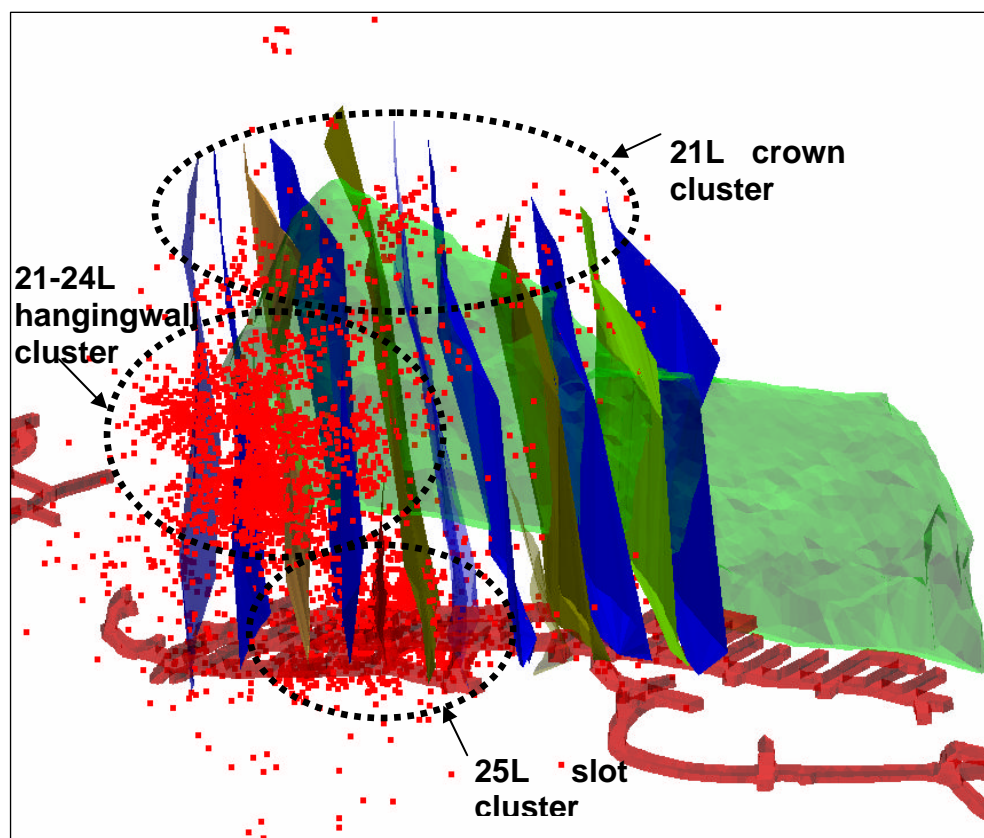 21L crown
cluster
21-24L
hangingwall
cluster
25L slot
cluster